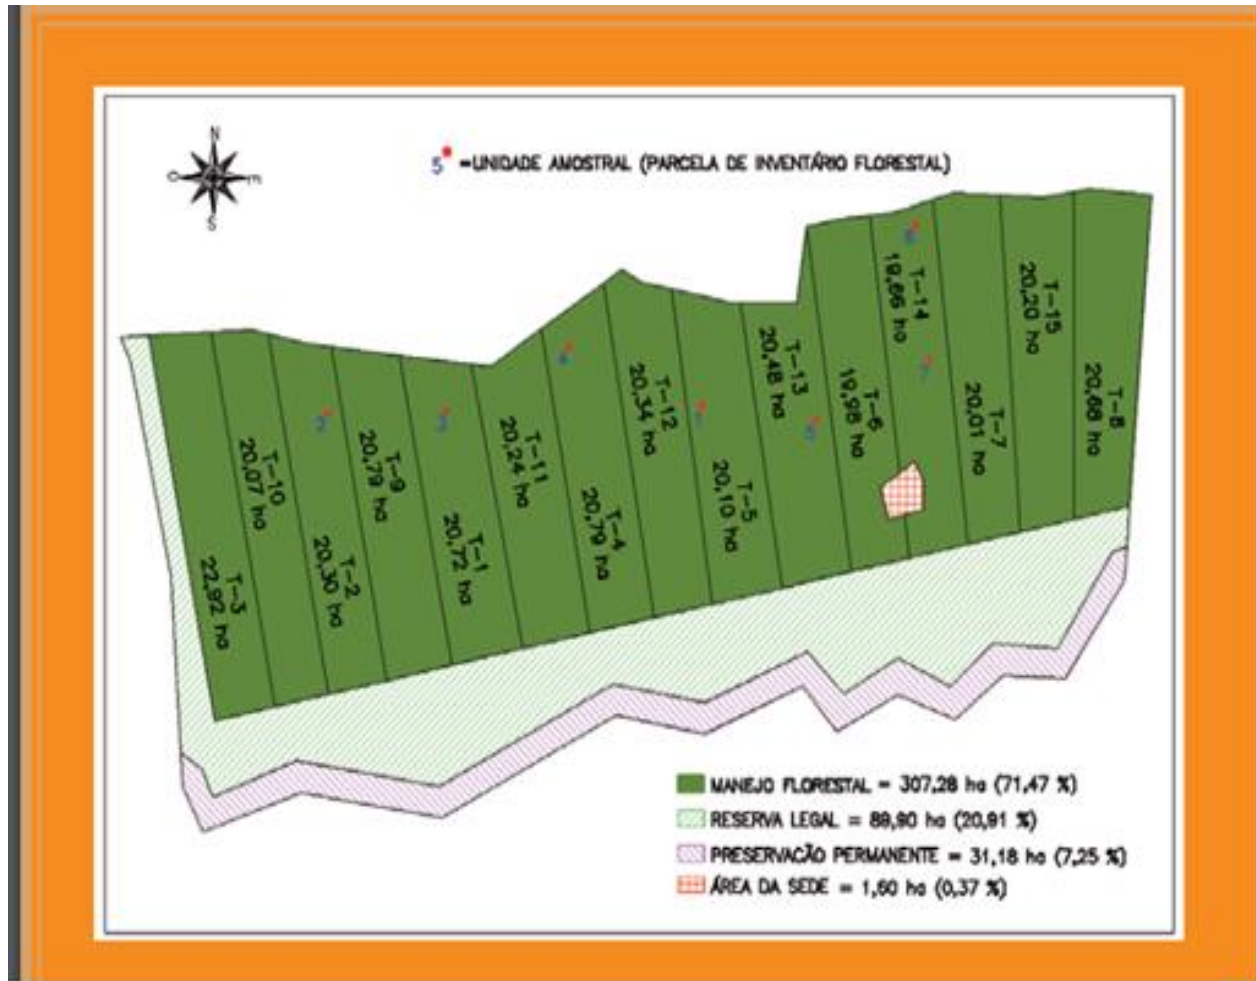 N
O
S
5 =UNIDADE AMOSTRAL (PARCELA DE INVENTÁRIO FLORESTAL)
T-3
22,92 ha
T-10
20,07 ha
T-2
20,30 ha
T-9
20,79 ha
T-1
20,72 ha
T-11
20,24 ha
T-4
20,79 ha
T-12
20,34 ha
T-5
20,10 ha
T-13
20,48 ha
T-6
19,98 ha
T-14
19,66 ha
T-7
20,01 ha
T-15
20,20 ha
T-8
20,68 ha
MANEJO FLORESTAL = 307,28 ha (71,47 %)
RESERVA LEGAL = 89,90 ha (20,91 %)
PRESERVACÃO PERMANENTE = 31,18 ha (7,25 %)
ÁREA DA SEDE = 1,60 ha (0,37 %)